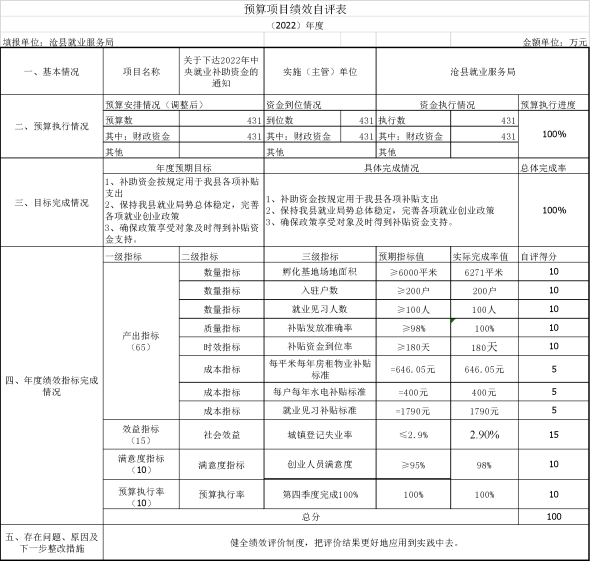 预算项目绩效自评表
（2022）年度
填报单位：沧县就业服务局 金额单位：万元
一、基本情况 项目名称 关于下达2022年中央就业补助资金的通知 实施（主管）单位 沧县就业服务局
二、预算执行情况 预算安排情况（调整后） 资金到位情况 资金执行情况 预算执行进度
预算数 431 到位数 431 执行数 431 100%
其中：财政资金 431 其中：财政资金 431 其中：财政资金 431
其他 其他 其他
三、目标完成情况 年度预期目标 具体完成情况 总体完成率
1、补助资金按规定用于我县各项补贴支出
2、保持我县就业局势总体稳定，完善各项就业创业政策
3、确保政策享受对象及时得到补贴资金支持。
1、补助资金按规定用于我县各项补贴支出
2、保持我县就业局势总体稳定，完善各项就业创业政策
3、确保政策享受对象及时得到补贴资金支持。
100%
四、年度绩效指标完成情况 一级指标 二级指标 三级指标 预期指标值 实际完成率值 自评得分
产出指标（65） 数量指标 孵化基地场地面积 ≥6000平米 6271平米 10
数量指标 入驻户数 ≥200户 200户 10
数量指标 就业见习人数 ≥100人 100人 10
质量指标 补贴发放准确率 ≥98% 100% 10
时效指标 补贴资金到位率 ≥180天 180天 10
成本指标 每平米每年房租物业补贴标准 =646.05元 646.05元 5
成本指标 每户每年水电补贴标准 =400元 400元 5
成本指标 就业见习补贴标准 =1790元 1790元 5
效益指标（15） 社会效益 城镇登记失业率 ≤2.9% 2.90% 15
满意度指标（10） 满意度指标 创业人员满意度 ≥95% 98% 10
预算执行率（10） 预算执行率 第四季度完成100% 100% 100% 10
总分 100
五、存在问题、原因及下一步整改措施 健全绩效评价制度，把评价结果更好地应用到实践中去。